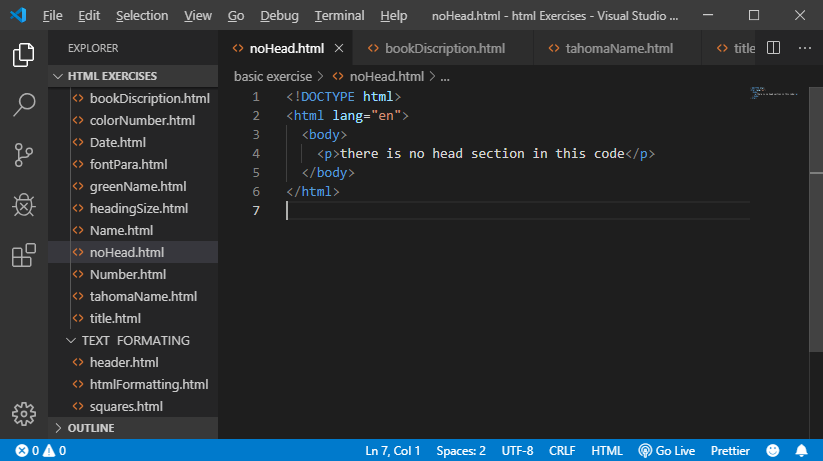 File Edit Selection View Go Debug Terminal Help noHead.html - html Exercises - Visual Studio ...
EXPLORER
HTML EXERCISES
bookDiscription.html
colorNumber.html
Date.html
fontPara.html
greenName.html
headingSize.html
Name.html
noHead.html
Number.html
tahomaName.html
title.html
TEXT FORMATING
header.html
htmlFormatting.html
squares.html
OUTLINE
noHead.html bookDiscription.html tahomaName.html title
basic exercise > noHead.html > ...
1 <!DOCTYPE html>
2 <html lang="en">
3 <body>
4 <p>there is no head section in this code</p>
5 </body>
6 </html>
7
0 0 Ln 7, Col 1 Spaces: 2 UTF-8 CRLF HTML Go Live Prettier